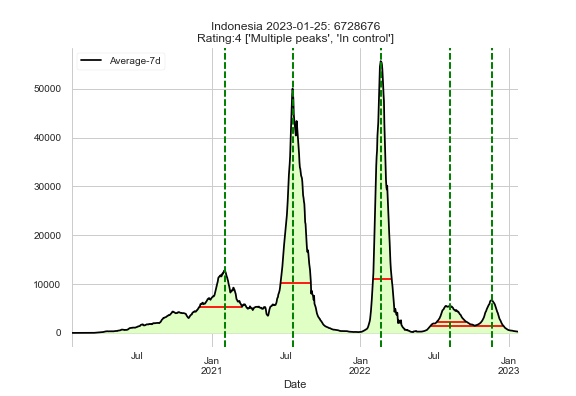 Indonesia 2023-01-25: 6728676
Rating:4 ['Multiple peaks', 'In control']
Average-7d
50000
40000
30000
20000
10000
0
Jul
Jan
2021
Jul
Jan
2022
Jul
Jan
2023
Date